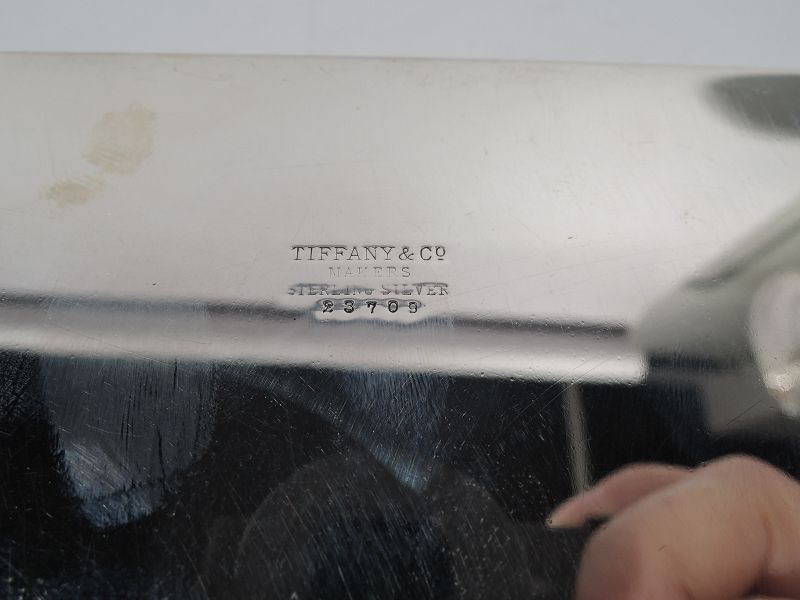 TIFFANY & Cº
MAKERS
STERLING SILVER
23709